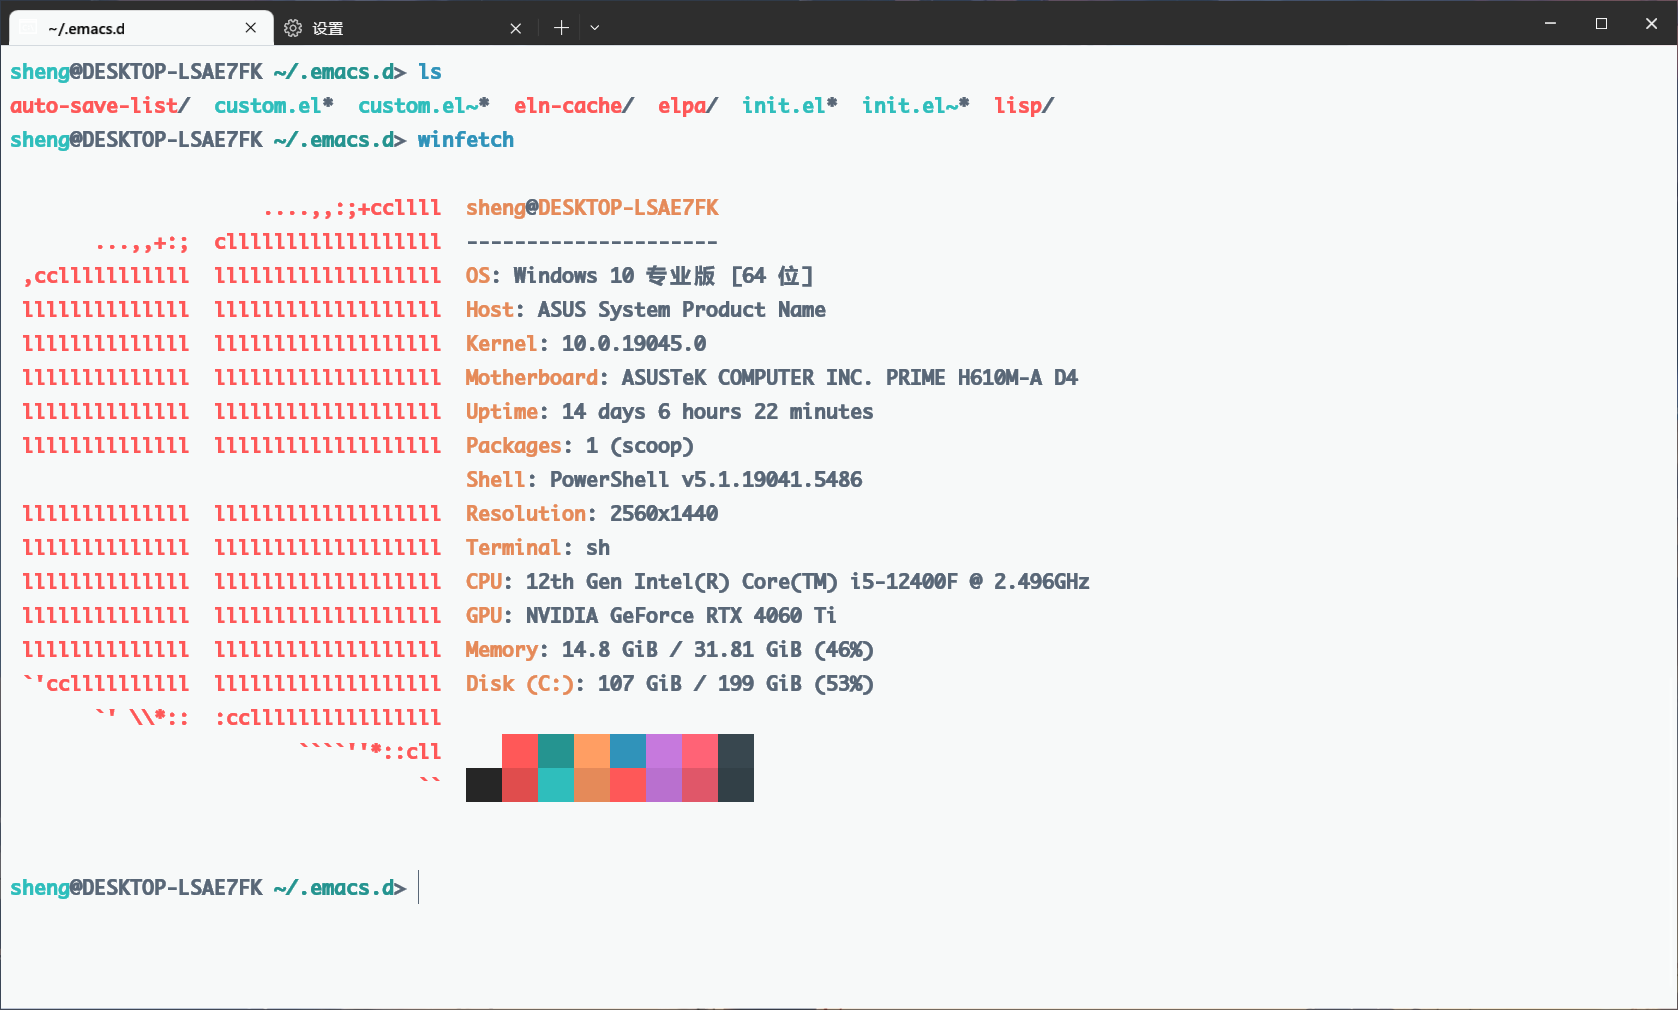 ~/.emacs.d 设置
sheng@DESKTOP-LSAE7FK ~/.emacs.d> ls
auto-save-list/  custom.el*  custom.el~*  eln-cache/  elpa/  init.el*  init.el~*  lisp/
sheng@DESKTOP-LSAE7FK ~/.emacs.d> winfetch
                     ....,,:;+ccllll  sheng@DESKTOP-LSAE7FK
       ...,,+:;  cllllllllllllllllll  ---------------------
 ,cclllllllllll  lllllllllllllllllll  OS: Windows 10 专业版 [64 位]
 llllllllllllll  lllllllllllllllllll  Host: ASUS System Product Name
 llllllllllllll  lllllllllllllllllll  Kernel: 10.0.19045.0
 llllllllllllll  lllllllllllllllllll  Motherboard: ASUSTeK COMPUTER INC. PRIME H610M-A D4
 llllllllllllll  lllllllllllllllllll  Uptime: 14 days 6 hours 22 minutes
 llllllllllllll  lllllllllllllllllll  Packages: 1 (scoop)
                                      Shell: PowerShell v5.1.19041.5486
 llllllllllllll  lllllllllllllllllll  Resolution: 2560x1440
 llllllllllllll  lllllllllllllllllll  Terminal: sh
 llllllllllllll  lllllllllllllllllll  CPU: 12th Gen Intel(R) Core(TM) i5-12400F @ 2.496GHz
 llllllllllllll  lllllllllllllllllll  GPU: NVIDIA GeForce RTX 4060 Ti
 llllllllllllll  lllllllllllllllllll  Memory: 14.8 GiB / 31.81 GiB (46%)
 `'ccllllllllll  lllllllllllllllllll  Disk (C:): 107 GiB / 199 GiB (53%)
       `' \\*::  :ccllllllllllllllll
                        ````''*::cll
                                  ``
sheng@DESKTOP-LSAE7FK ~/.emacs.d>